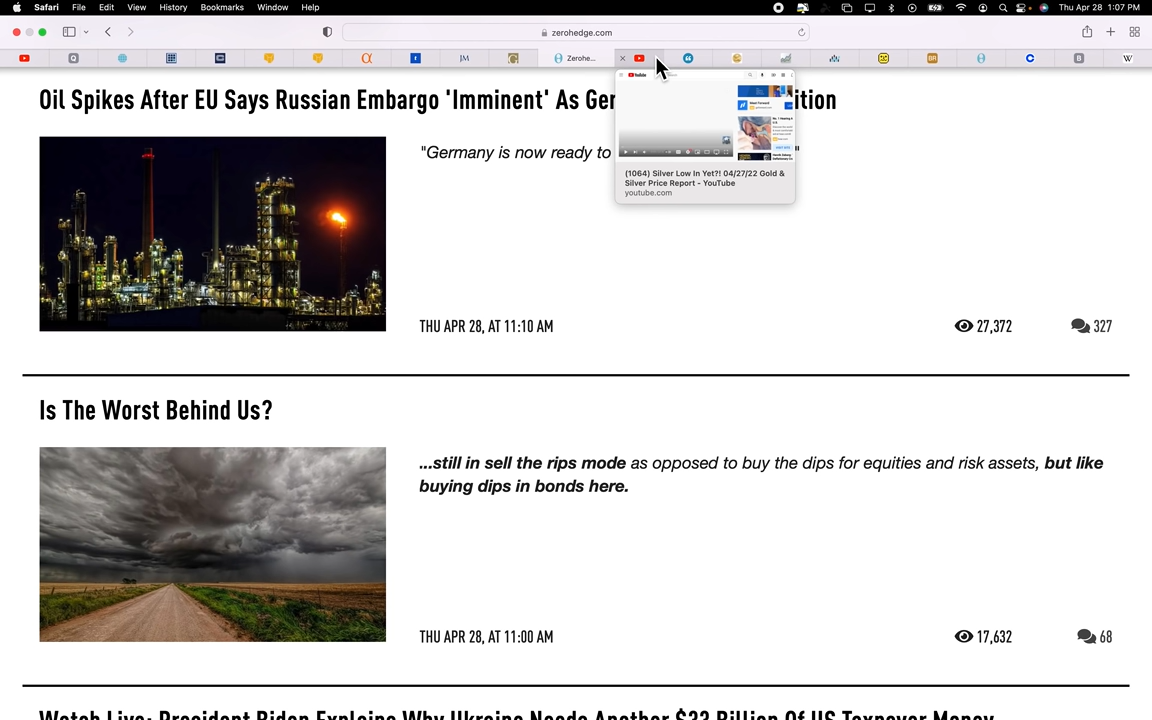 Safari File Edit View History Bookmarks Window Help Thu Apr 28 1:07 PM
zerohedge.com
α f JM G Zerohe... BR B W
Oil Spikes After EU Says Russian Embargo 'Imminent' As Ger ition
"Germany is now ready to
YouTube
(1064) Silver Low In Yet?! 04/27/22 Gold &
Silver Price Report - YouTube
youtube.com
THU APR 28, AT 11:10 AM 27,372 327
Is The Worst Behind Us?
...still in sell the rips mode as opposed to buy the dips for equities and risk assets, but like
buying dips in bonds here.
THU APR 28, AT 11:00 AM 17,632 68
Watch Live: President Biden Explains Why Ukraine Needs Another $33 Billion Of US Taxpayer Money